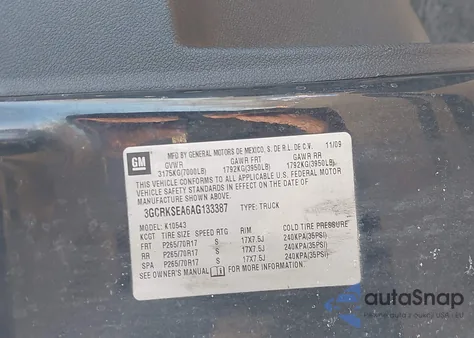 GM
MFD BY GENERAL MOTORS DE MEXICO, S. DE R.L. DE C.V. 11/09
GVWR GAWR FRT GAWR RR
3175KG(7000LB) 1792KG(3950LB) 1792KG(3950LB)
THIS VEHICLE CONFORMS TO ALL APPLICABLE U.S. FEDERAL MOTOR
VEHICLE SAFETY STANDARDS IN EFFECT ON THE DATE OF
MANUFACTURE SHOWN ABOVE.
3GCRKSEA6AG133387 TYPE: TRUCK
MODEL: K10543
KCGT TIRE SIZE SPEED RTG RIM COLD TIRE PRESSURE
FRT P265/70R17 S 17X7.5J 240KPA(35PSI)
RR P265/70R17 S 17X7.5J 240KPA(35PSI)
SPA P265/70R17 S 17X7.5J 240KPA(35PSI)
SEE OWNER'S MANUAL FOR MORE INFORMATION.
autoSnap